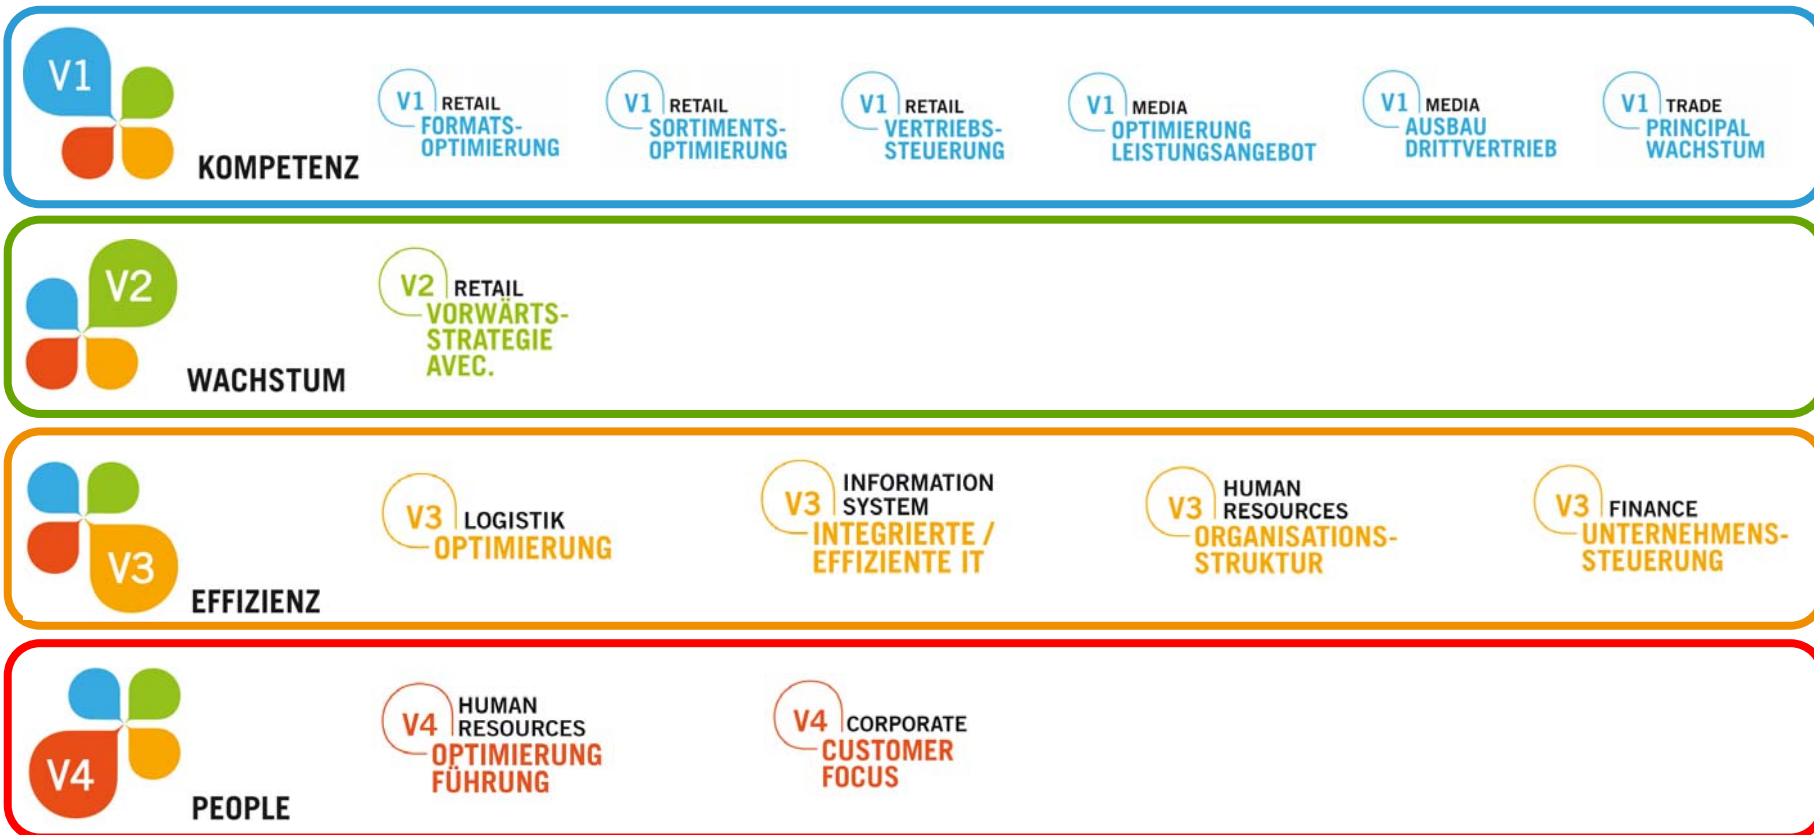 V1
KOMPETENZ
V1 RETAIL
FORMATS-
OPTIMIERUNG
V1 RETAIL
SORTIMENTS-
OPTIMIERUNG
V1 RETAIL
VERTRIEBS-
STEUERUNG
V1 MEDIA
OPTIMIERUNG
LEISTUNGSANGEBOT
V1 MEDIA
AUSBAU
DRITTVERTRIEB
V1 TRADE
PRINCIPAL
WACHSTUM
V2
WACHSTUM
V2 RETAIL
VORWÄRTS-
STRATEGIE
AVEC.
V3
EFFIZIENZ
V3 LOGISTIK
OPTIMIERUNG
INFORMATION
V3 SYSTEM
INTEGRIERTE /
EFFIZIENTE IT
HUMAN
V3 RESOURCES
ORGANISATIONS-
STRUKTUR
V3 FINANCE
UNTERNEHMENS-
STEUERUNG
V4
PEOPLE
HUMAN
V4 RESOURCES
OPTIMIERUNG
FÜHRUNG
V4 CORPORATE
CUSTOMER
FOCUS